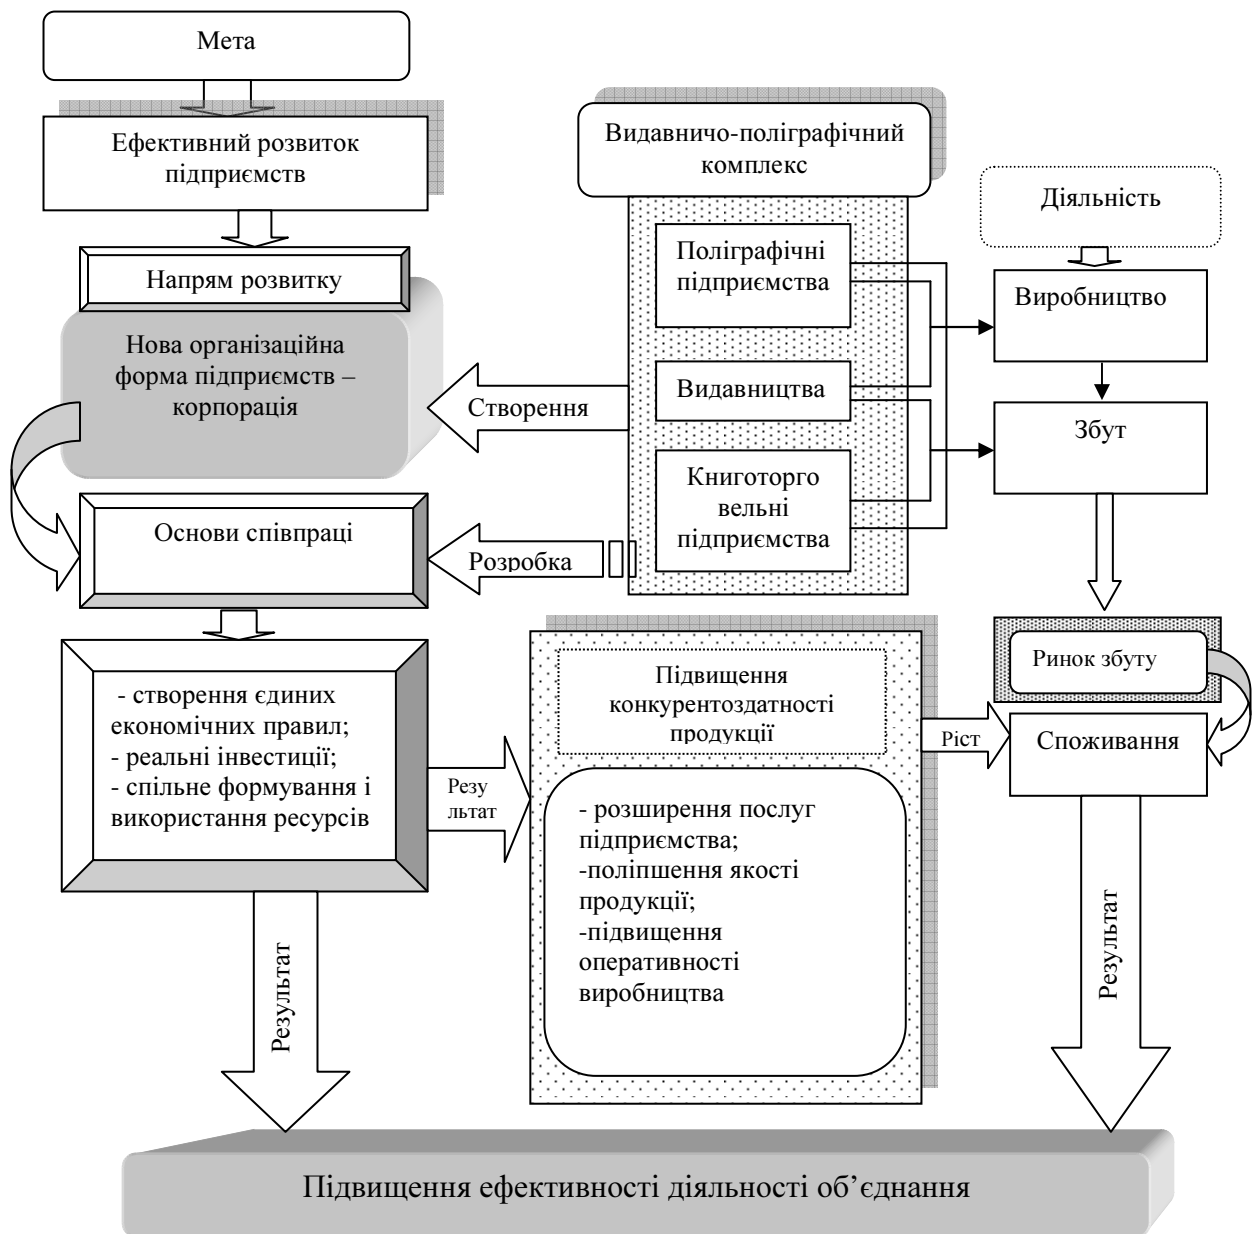 Мета
Ефективний розвиток
підприємств
Напрям розвитку
Нова організаційна
форма підприємств –
корпорація
Створення
Видавничо-поліграфічний
комплекс
Поліграфічні
підприємства
Видавництва
Книготорго
вельні
підприємства
Діяльність
Виробництво
Збут
Основи співпраці
Розробка
- створення єдиних
економічних правил;
- реальні інвестиції;
- спільне формування і
використання ресурсів
Резу
льтат
Підвищення
конкурентоздатності
продукції
- розширення послуг
підприємства;
-поліпшення якості
продукції;
-підвищення
оперативності
виробництва
Ріст
Ринок збуту
Споживання
Результат
Результат
Підвищення ефективності діяльності об’єднання